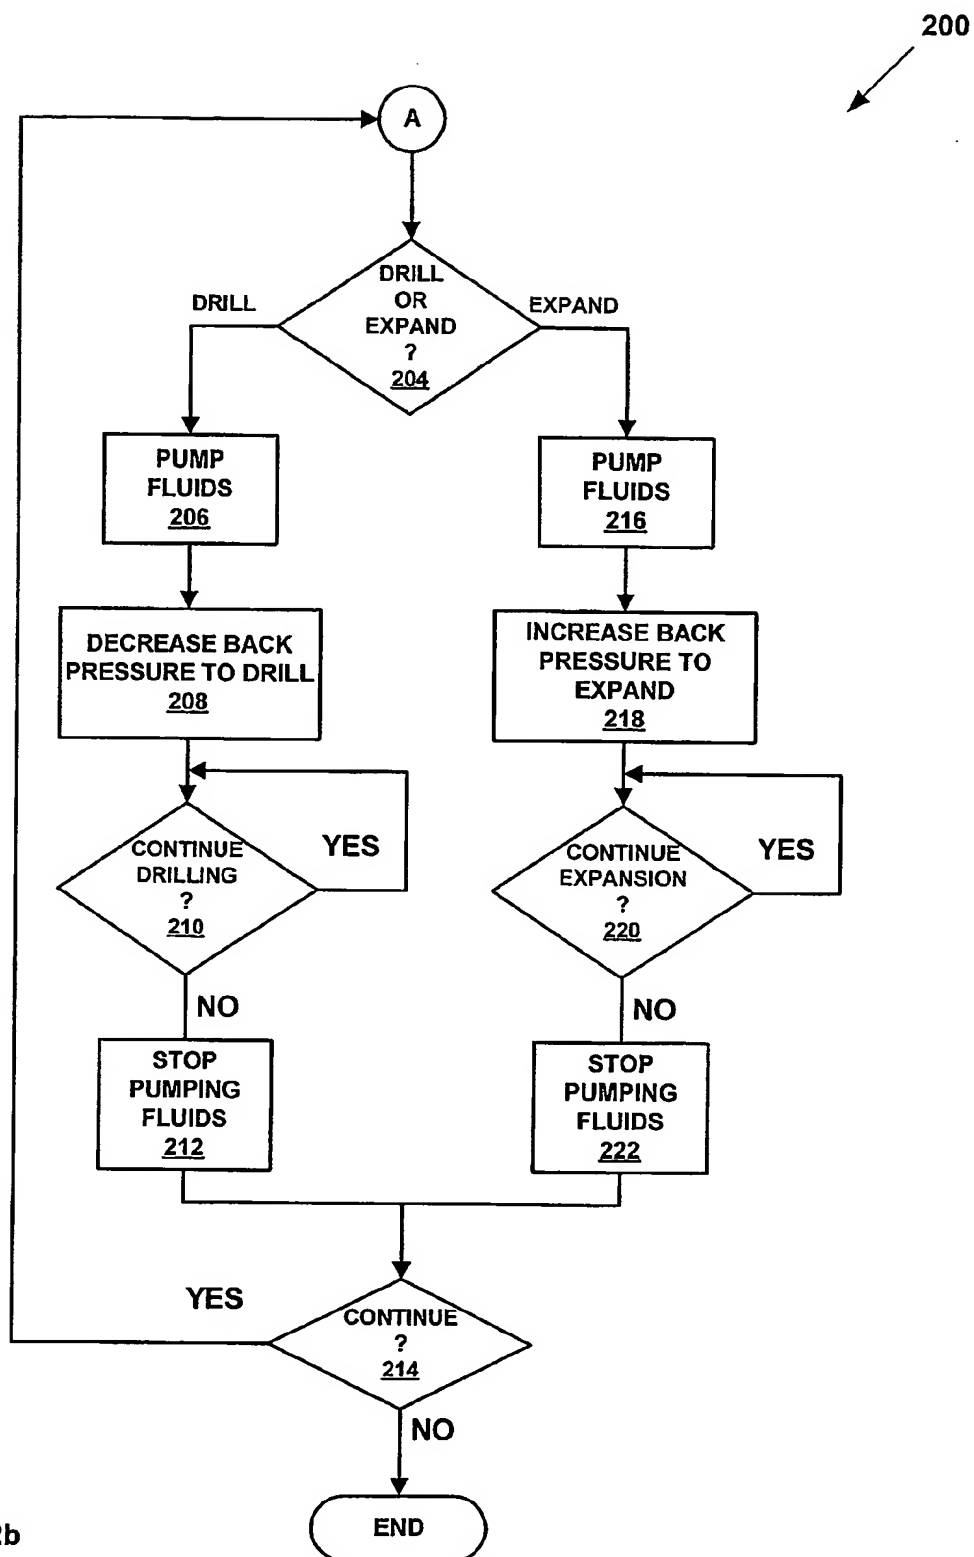 200
A
DRILL
OR
EXPAND
?
204
DRILL
EXPAND
PUMP
FLUIDS
206
PUMP
FLUIDS
216
DECREASE BACK
PRESSURE TO DRILL
208
INCREASE BACK
PRESSURE TO
EXPAND
218
CONTINUE
DRILLING
?
210
YES
CONTINUE
EXPANSION
?
220
YES
NO
NO
STOP
PUMPING
FLUIDS
212
STOP
PUMPING
FLUIDS
222
YES
CONTINUE
?
214
NO
END
2b